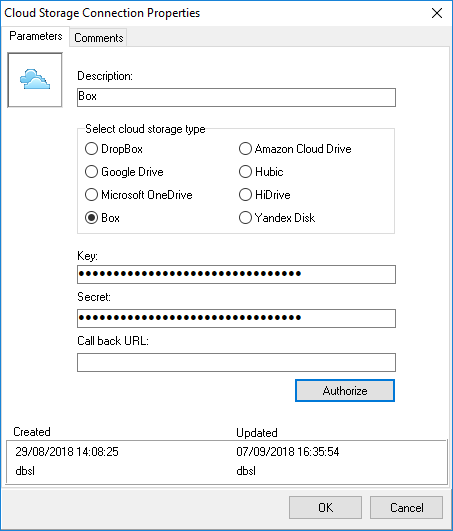 Cloud Storage Connection Properties
Parameters Comments
Description:
Box
Select cloud storage type
DropBox Amazon Cloud Drive
Google Drive Hubic
Microsoft OneDrive HiDrive
Box Yandex Disk
Key:
••••••••••••••••••••••••••••••••
Secret:
••••••••••••••••••••••••••••••••
Call back URL:
Authorize
Created Updated
29/08/2018 14:08:25 07/09/2018 16:35:54
dbsl dbsl
OK Cancel